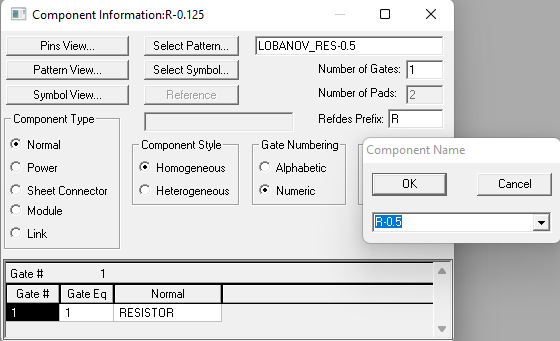 Component Information:R-0.125
Pins View... Select Pattern... LOBANOV_RES-0.5
Pattern View... Select Symbol... Number of Gates: 1
Symbol View... Reference Number of Pads: 2
Refdes Prefix: R
Component Type
Normal
Power
Sheet Connector
Module
Link
Component Style
Homogeneous
Heterogeneous
Gate Numbering
Alphabetic
Numeric
Component Name
OK Cancel
R-0.5
Gate # 1
Gate # Gate Eq Normal
1 1 RESISTOR